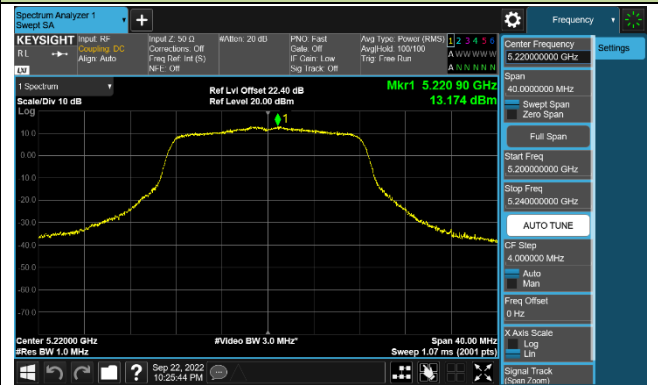 Spectrum Analyzer 1
Swept SA
Frequency
KEYSIGHT
RL
LXI
Input: RF
Coupling: DC
Align: Auto
Input Z: 50 Ω
Corrections: Off
Freq Ref: Int (S)
NFE: Off
#Atten: 20 dB
PNO: Fast
Gate: Off
IF Gain: Low
Sig Track: Off
Avg Type: Power (RMS)
Avg|Hold: 100/100
Trig: Free Run
1 2 3 4 5 6
A W W W W W
A N N N N N
1 Spectrum
Scale/Div 10 dB
Log
Ref Lvl Offset 22.40 dB
Ref Level 20.00 dBm
Mkr1 5.220 90 GHz
13.174 dBm
1
10.0
0.00
-10.0
-20.0
-30.0
-40.0
-50.0
-60.0
-70.0
Center 5.22000 GHz
#Res BW 1.0 MHz
#Video BW 3.0 MHz*
Span 40.00 MHz
Sweep 1.07 ms (2001 pts)
Sep 22, 2022
10:25:44 PM
Center Frequency
5.220000000 GHz
Settings
Span
40.0000000 MHz
Swept Span
Zero Span
Full Span
Start Freq
5.200000000 GHz
Stop Freq
5.240000000 GHz
AUTO TUNE
CF Step
4.000000 MHz
Auto
Man
Freq Offset
0 Hz
X Axis Scale
Log
Lin
Signal Track
(Span Zoom)